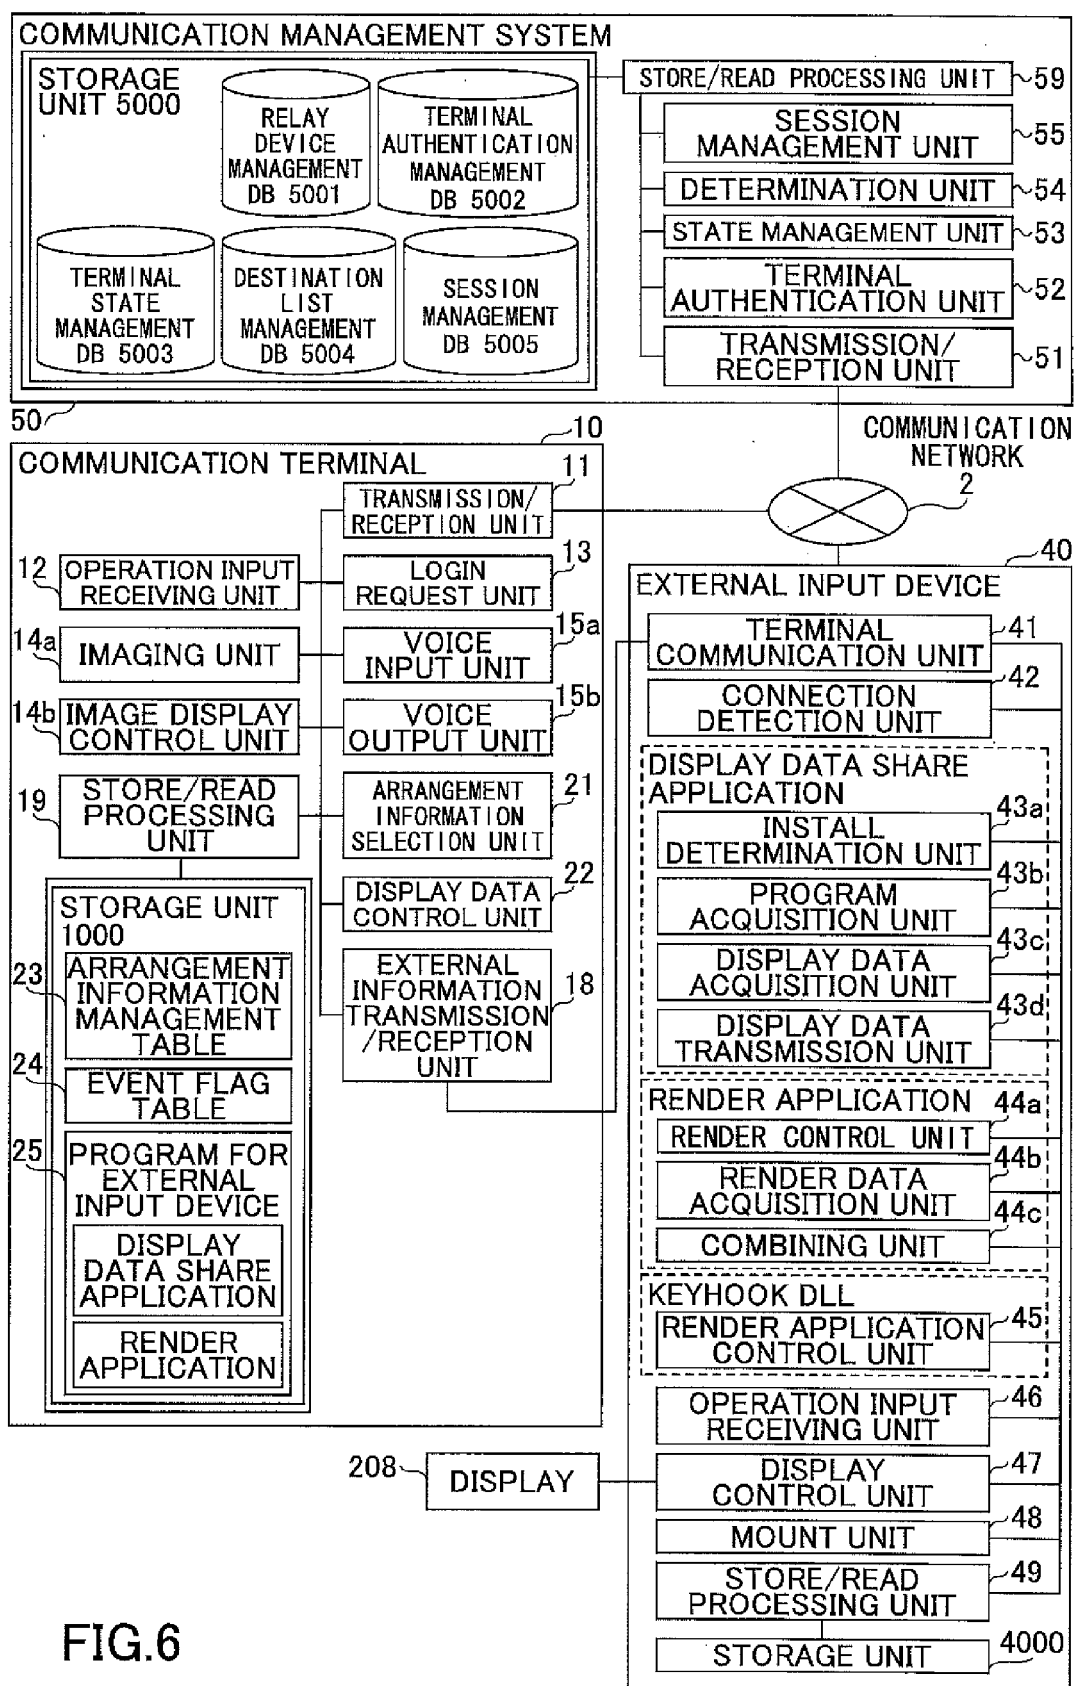 COMMUNICATION MANAGEMENT SYSTEM
STORAGE
UNIT 5000
RELAY
DEVICE
MANAGEMENT
DB 5001
TERMINAL
AUTHENTICATION
MANAGEMENT
DB 5002
TERMINAL
STATE
MANAGEMENT
DB 5003
DESTINATION
LIST
MANAGEMENT
DB 5004
SESSION
MANAGEMENT
DB 5005
STORE/READ PROCESSING UNIT
59
SESSION
MANAGEMENT UNIT
55
DETERMINATION UNIT
54
STATE MANAGEMENT UNIT
53
TERMINAL
AUTHENTICATION UNIT
52
TRANSMISSION/
RECEPTION UNIT
51
50
COMMUNICATION
NETWORK
2
10
COMMUNICATION TERMINAL
11
TRANSMISSION/
RECEPTION UNIT
12
OPERATION INPUT
RECEIVING UNIT
13
LOGIN
REQUEST UNIT
14a
IMAGING UNIT
15a
VOICE
INPUT UNIT
14b
IMAGE DISPLAY
CONTROL UNIT
15b
VOICE
OUTPUT UNIT
19
STORE/READ
PROCESSING
UNIT
21
ARRANGEMENT
INFORMATION
SELECTION UNIT
22
DISPLAY DATA
CONTROL UNIT
18
EXTERNAL
INFORMATION
TRANSMISSION
/RECEPTION
UNIT
STORAGE UNIT
1000
23
ARRANGEMENT
INFORMATION
MANAGEMENT
TABLE
24
EVENT FLAG
TABLE
25
PROGRAM FOR
EXTERNAL
INPUT DEVICE
DISPLAY
DATA SHARE
APPLICATION
RENDER
APPLICATION
40
EXTERNAL INPUT DEVICE
TERMINAL
COMMUNICATION UNIT
41
CONNECTION
DETECTION UNIT
42
DISPLAY DATA SHARE
APPLICATION
INSTALL
DETERMINATION UNIT
43a
PROGRAM
ACQUISITION UNIT
43b
DISPLAY DATA
ACQUISITION UNIT
43c
DISPLAY DATA
TRANSMISSION UNIT
43d
RENDER APPLICATION
RENDER CONTROL UNIT
44a
RENDER DATA
ACQUISITION UNIT
44b
COMBINING UNIT
44c
KEYHOOK DLL
RENDER APPLICATION
CONTROL UNIT
45
OPERATION INPUT
RECEIVING UNIT
46
208
DISPLAY
DISPLAY
CONTROL UNIT
47
MOUNT UNIT
48
STORE/READ
PROCESSING UNIT
49
STORAGE UNIT
4000
FIG.6